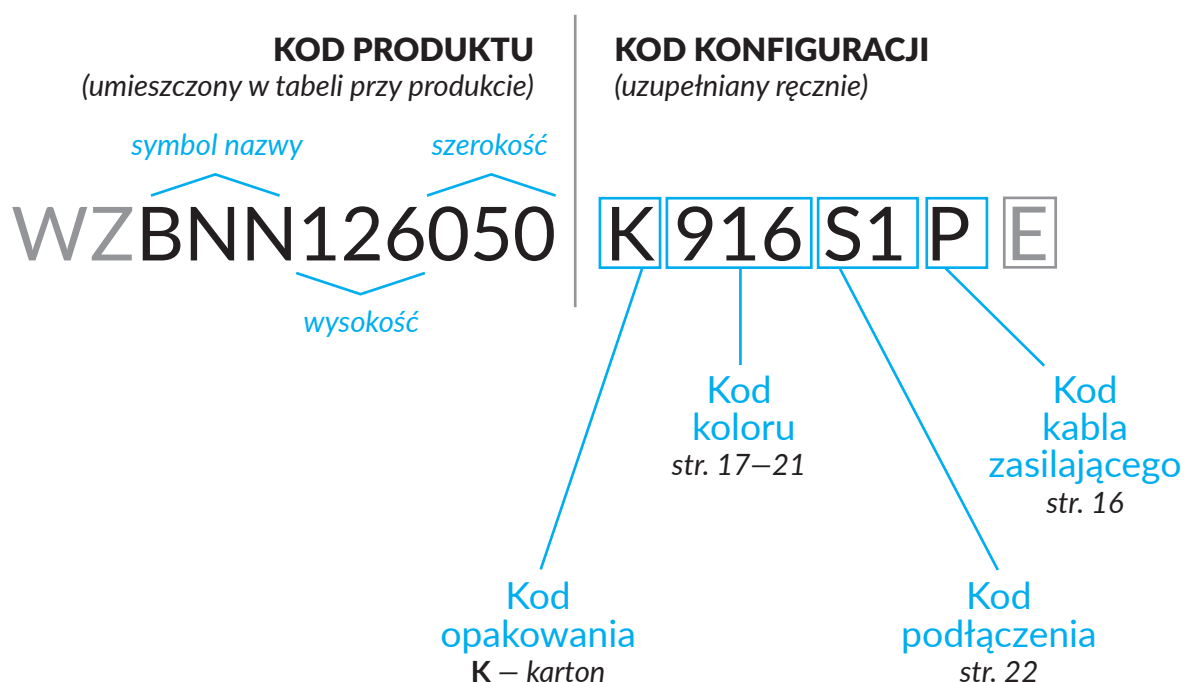 KOD PRODUKTU
(umieszczony w tabeli przy produkcie)
KOD KONFIGURACJI
(uzupełniany ręcznie)
symbol nazwy
szerokość
WZBNN126050 K 916 S1 P E
wysokość
Kod
koloru
str. 17–21
Kod
kabla
zasilającego
str. 16
Kod
opakowania
K – karton
Kod
podłączenia
str. 22